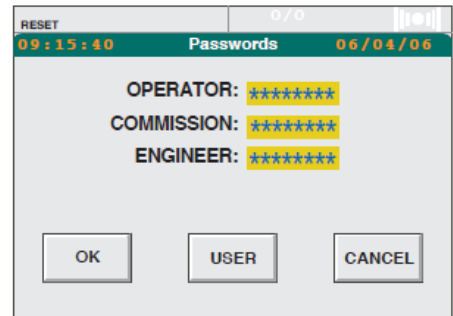 RESET 0/0
09:15:40 Passwords 06/04/06
OPERATOR: ********
COMMISSION: ********
ENGINEER: ********
OK USER CANCEL